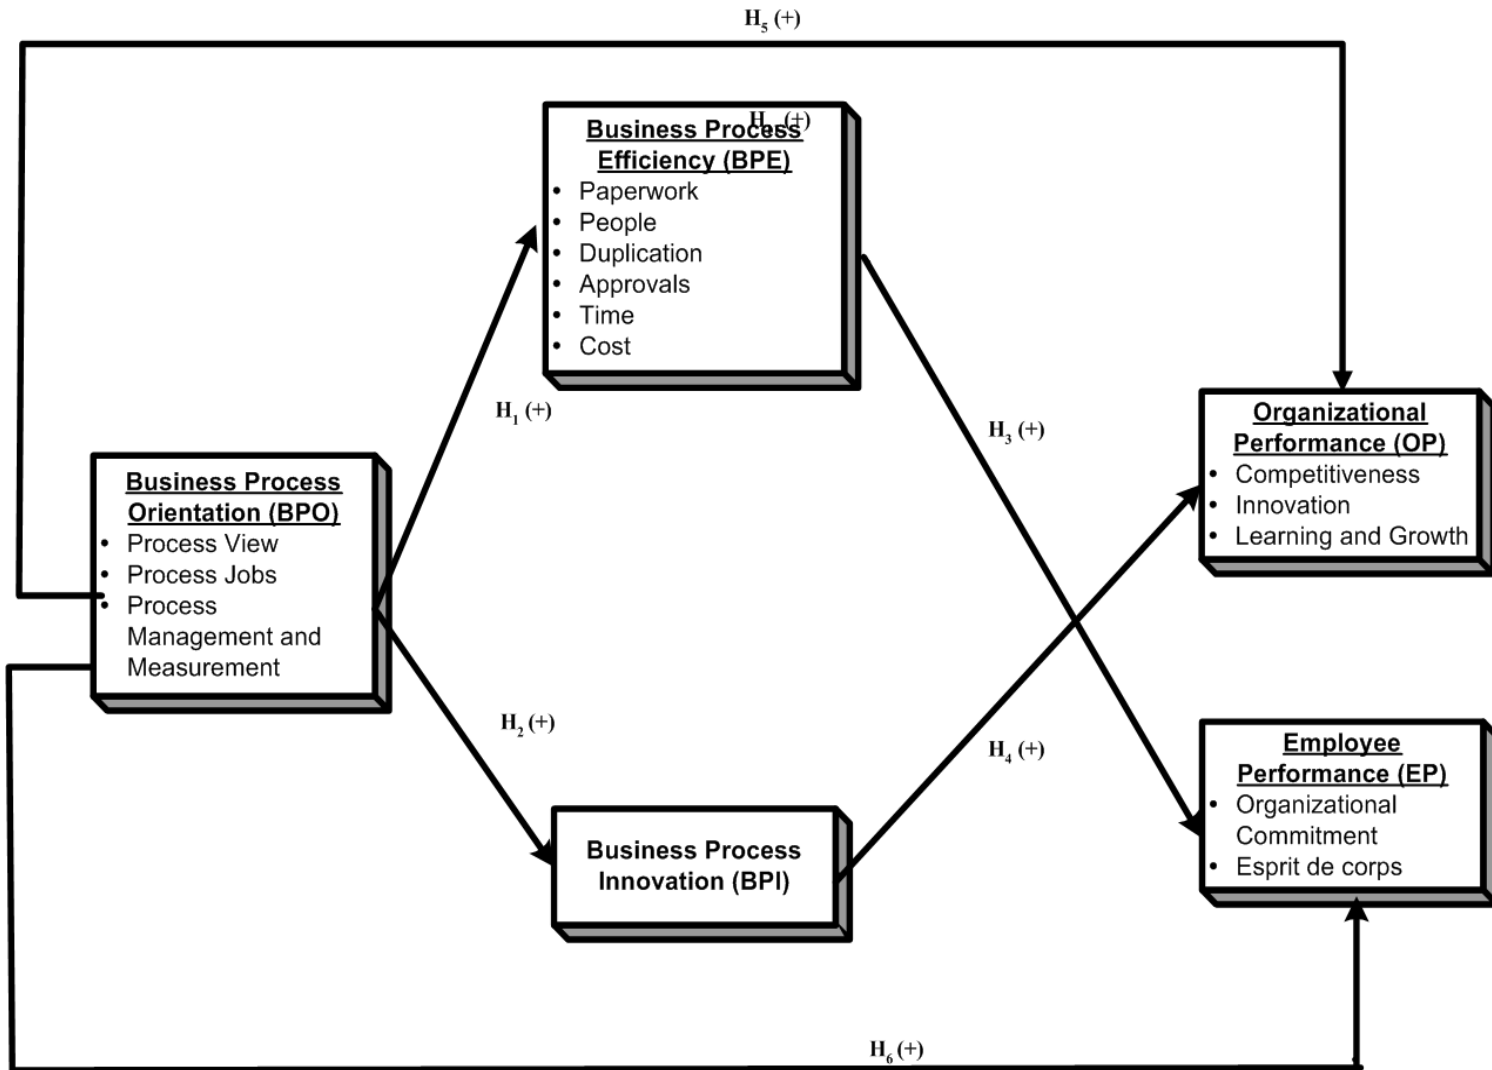 H5 (+)
H (+)
Business Process
Efficiency (BPE)
• Paperwork
• People
• Duplication
• Approvals
• Time
• Cost
H1 (+)
H3 (+)
Organizational
Performance (OP)
• Competitiveness
• Innovation
• Learning and Growth
Business Process
Orientation (BPO)
• Process View
• Process Jobs
• Process
Management and
Measurement
H2 (+)
H4 (+)
Employee
Performance (EP)
• Organizational
Commitment
• Esprit de corps
Business Process
Innovation (BPI)
H6 (+)